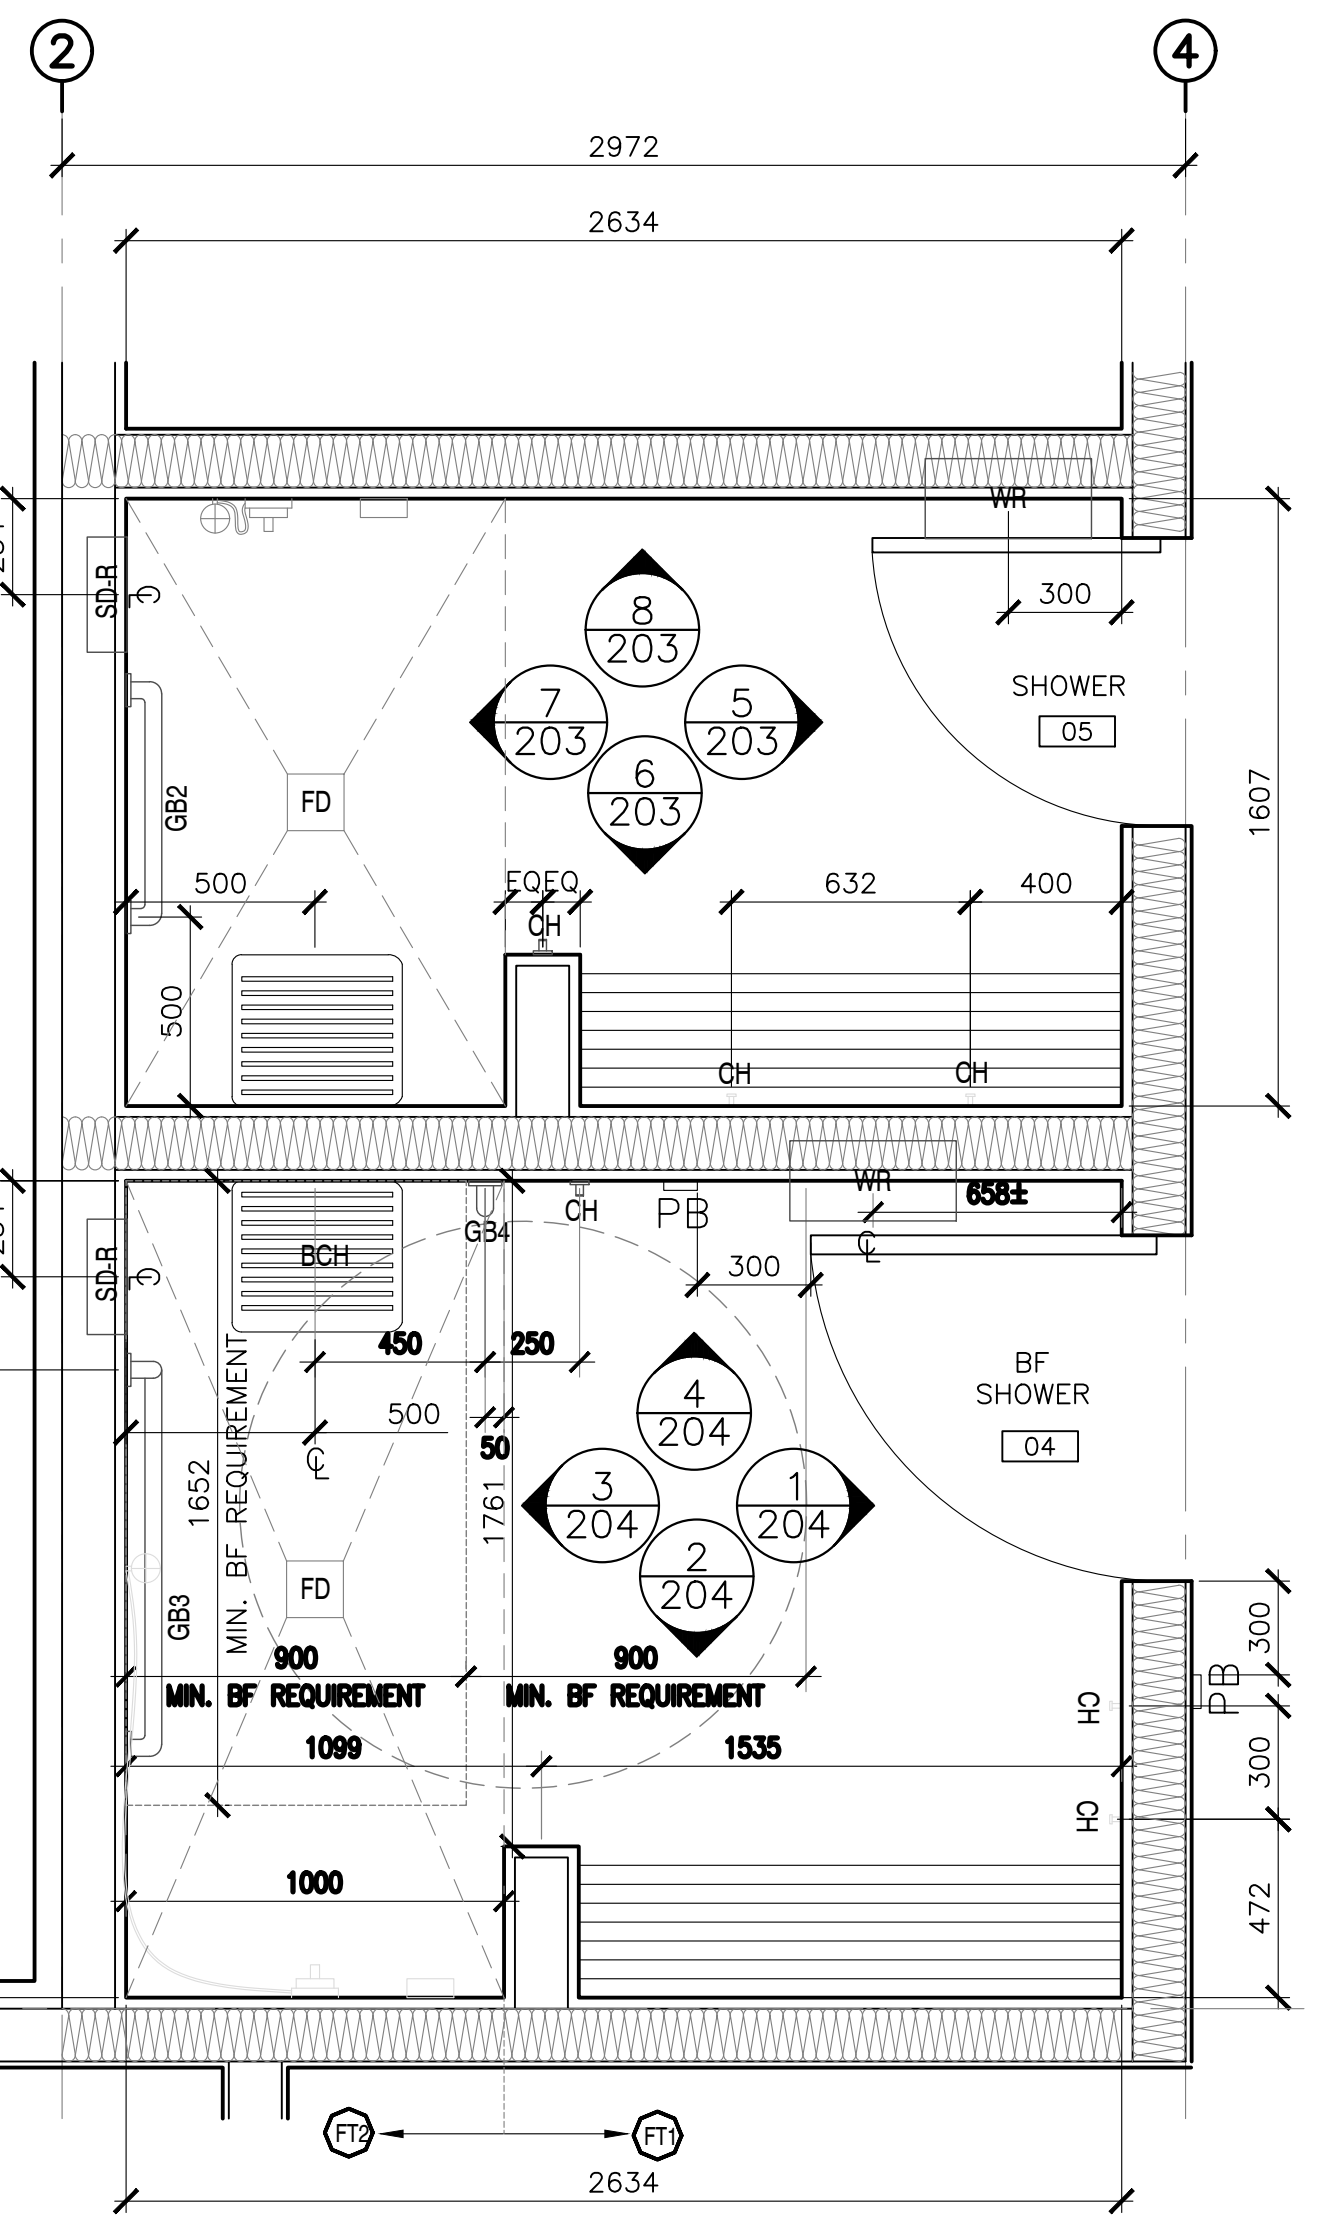 2
4
2972
2634
WR
SD-R
℄
300
8
203
SHOWER
7
203
5
203
05
6
203
GB2
FD
1607
500
EQ EQ
632
400
CH
500
CH
CH
WR
658±
PB
CH
GB4
SD-R
℄
BCH
℄
300
450
250
BF
SHOWER
04
4
204
500
50
℄
MIN. BF REQUIREMENT
1652
1761
3
204
1
204
2
204
FD
GB3
300
900
900
MIN. BF REQUIREMENT
MIN. BF REQUIREMENT
PB
CH
1099
1535
300
CH
1000
472
FT2
FT1
2634